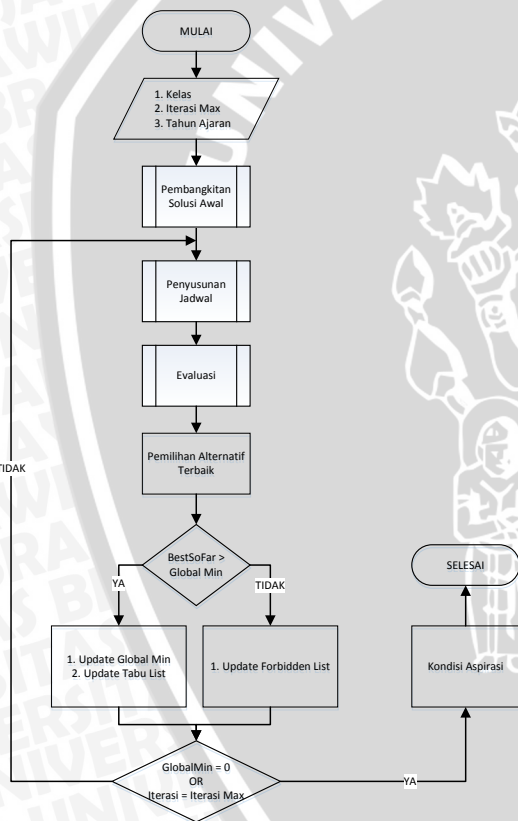 MULAI
1. Kelas
2. Iterasi Max
3. Tahun Ajaran
Pembangkitan
Solusi Awal
Penyusunan
Jadwal
Evaluasi
Pemilihan Alternatif
Terbaik
TIDAK
BestSoFar >
Global Min
YA
TIDAK
1. Update Global Min
2. Update Tabu List
1. Update Forbidden List
GlobalMin = 0
OR
Iterasi = Iterasi Max
YA
Kondisi Aspirasi
SELESAI